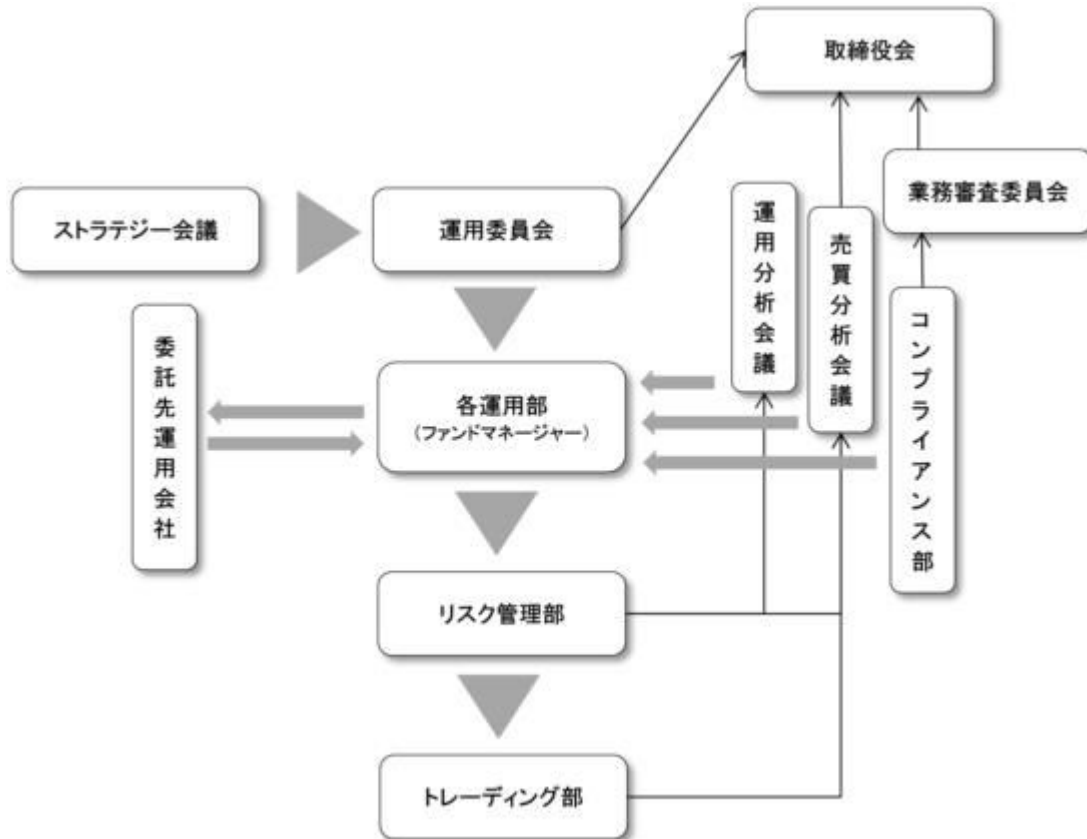 取締役会
業務審査委員会
ストラテジー会議
運用委員会
運用分析会議
売買分析会議
コンプライアンス部
委託先運用会社
各運用部
（ファンドマネージャー）
リスク管理部
トレーディング部